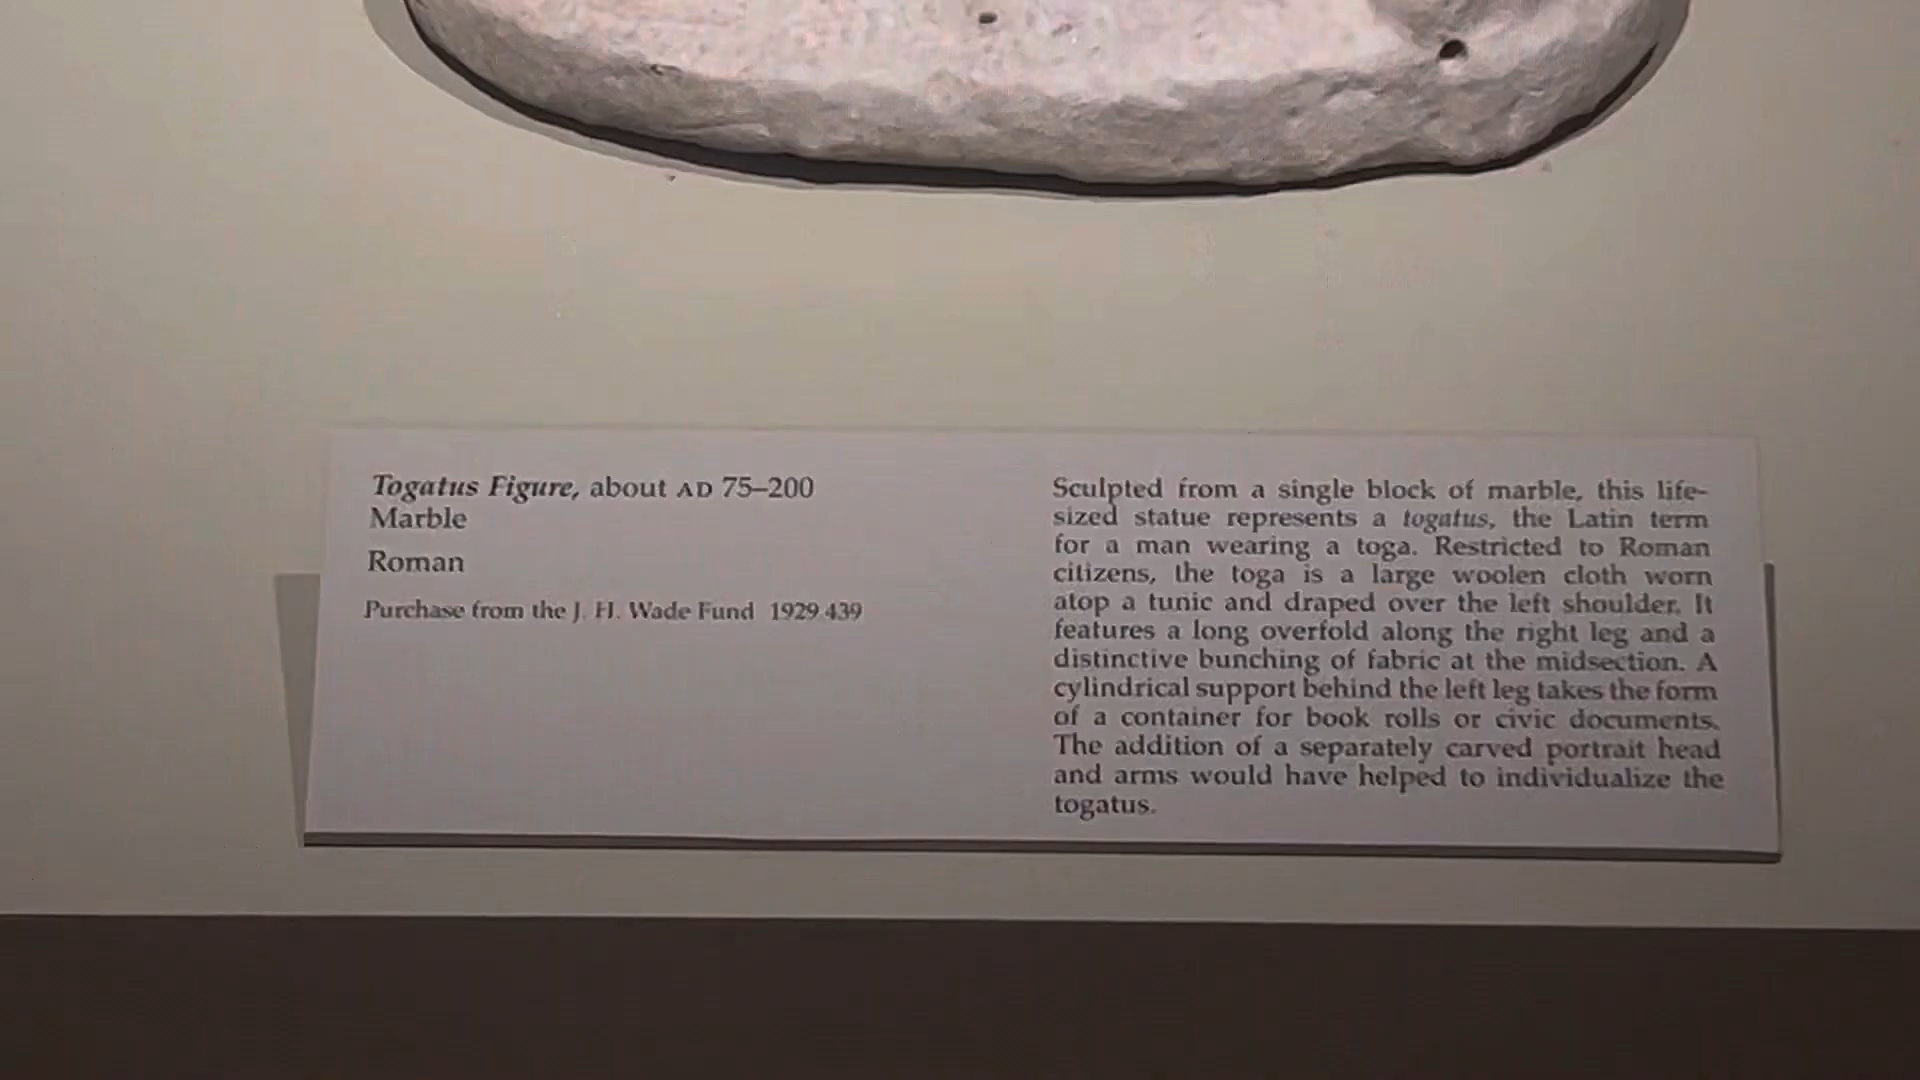 Togatus Figure, about AD 75–200
Marble
Roman
Purchase from the J. H. Wade Fund 1929.439
Sculpted from a single block of marble, this life-
sized statue represents a togatus, the Latin term
for a man wearing a toga. Restricted to Roman
citizens, the toga is a large woolen cloth worn
atop a tunic and draped over the left shoulder. It
features a long overfold along the right leg and a
distinctive bunching of fabric at the midsection. A
cylindrical support behind the left leg takes the form
of a container for book rolls or civic documents.
The addition of a separately carved portrait head
and arms would have helped to individualize the
togatus.